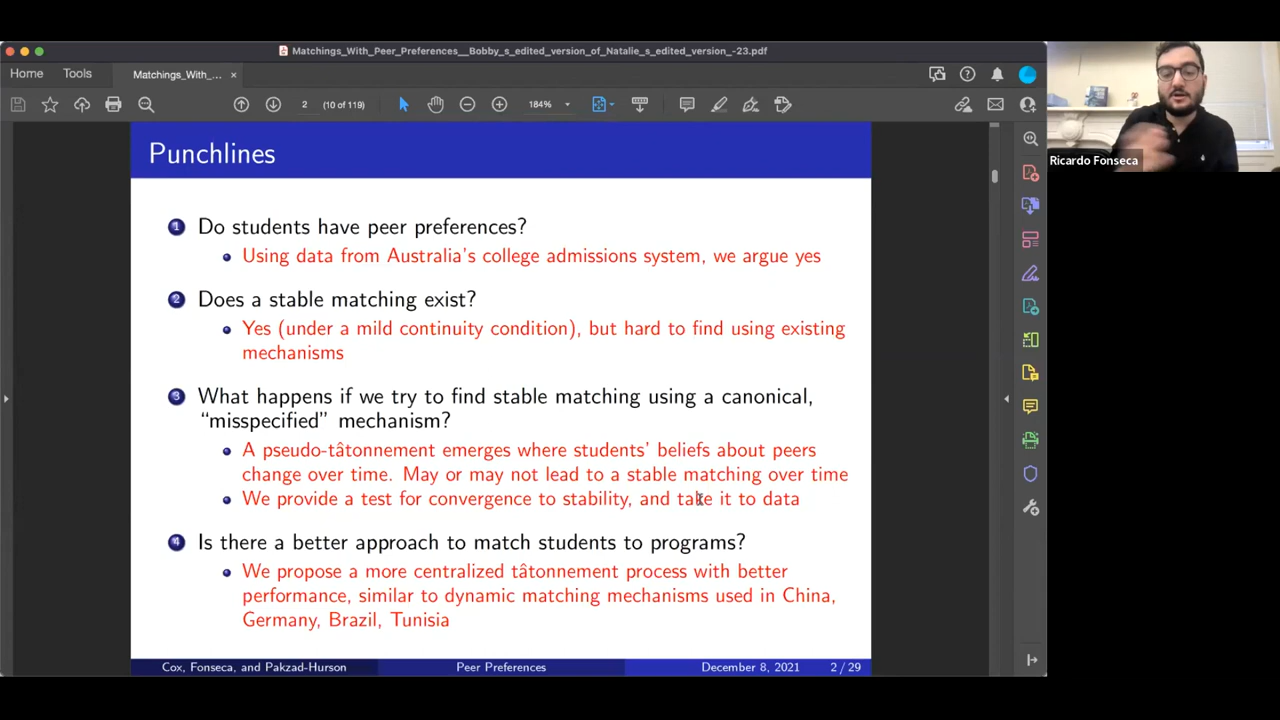 Matchings_With_Peer_Preferences__Bobby_s_edited_version_of_Natalie_s_edited_version_-23.pdf
Home
Tools
Matchings_With_...
×
2
(10 of 119)
184%
Ricardo Fonseca
Punchlines
1 Do students have peer preferences?
Using data from Australia's college admissions system, we argue yes
2 Does a stable matching exist?
Yes (under a mild continuity condition), but hard to find using existing
mechanisms
3 What happens if we try to find stable matching using a canonical,
“misspecified” mechanism?
A pseudo-tâtonnement emerges where students' beliefs about peers
change over time. May or may not lead to a stable matching over time
We provide a test for convergence to stability, and take it to data
4 Is there a better approach to match students to programs?
We propose a more centralized tâtonnement process with better
performance, similar to dynamic matching mechanisms used in China,
Germany, Brazil, Tunisia
Cox, Fonseca, and Pakzad-Hurson
Peer Preferences
December 8, 2021
2 / 29